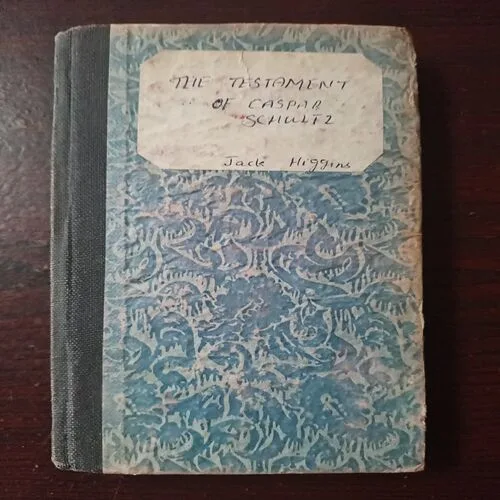 THE TESTAMENT
OF CASPAR
SCHULTZ
Jack Higgins